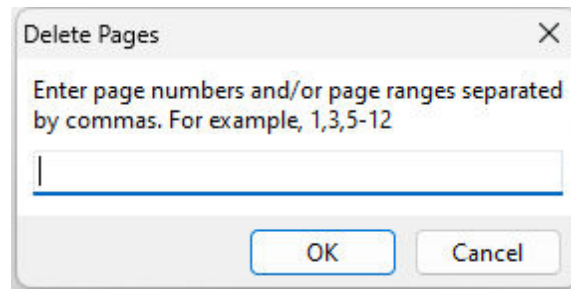 Delete Pages
Enter page numbers and/or page ranges separated
by commas. For example, 1,3,5-12
OK
Cancel